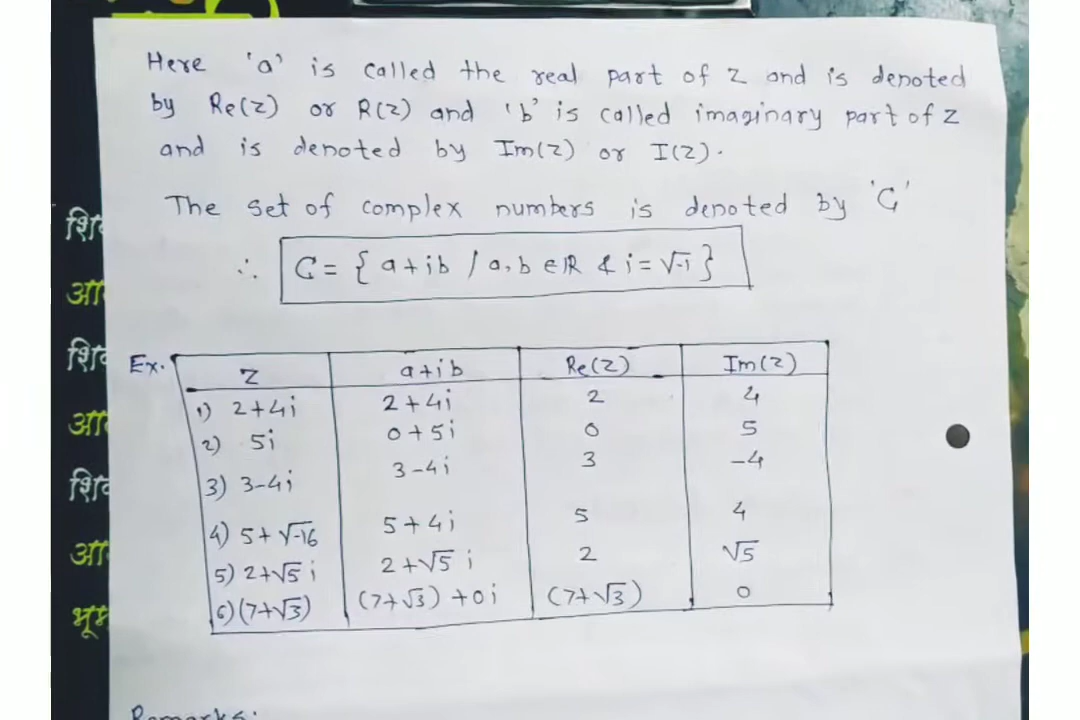 Here 'a' is called the real part of z and is denoted
by Re(z) or R(z) and 'b' is called imaginary part of z
and is denoted by Im(z) or I(z).
The set of complex numbers is denoted by 'C'
∴ C = { a+ib / a,b ∈ ℝ & i = √-1 }
Ex. z a+ib Re(z) Im(z)
1) 2+4i 2+4i 2 4
2) 5i 0+5i 0 5
3) 3-4i 3-4i 3 -4
4) 5+√-16 5+4i 5 4
5) 2+√5 i 2+√5 i 2 √5
6) (7+√3) (7+√3)+0i (7+√3) 0
Remarks: